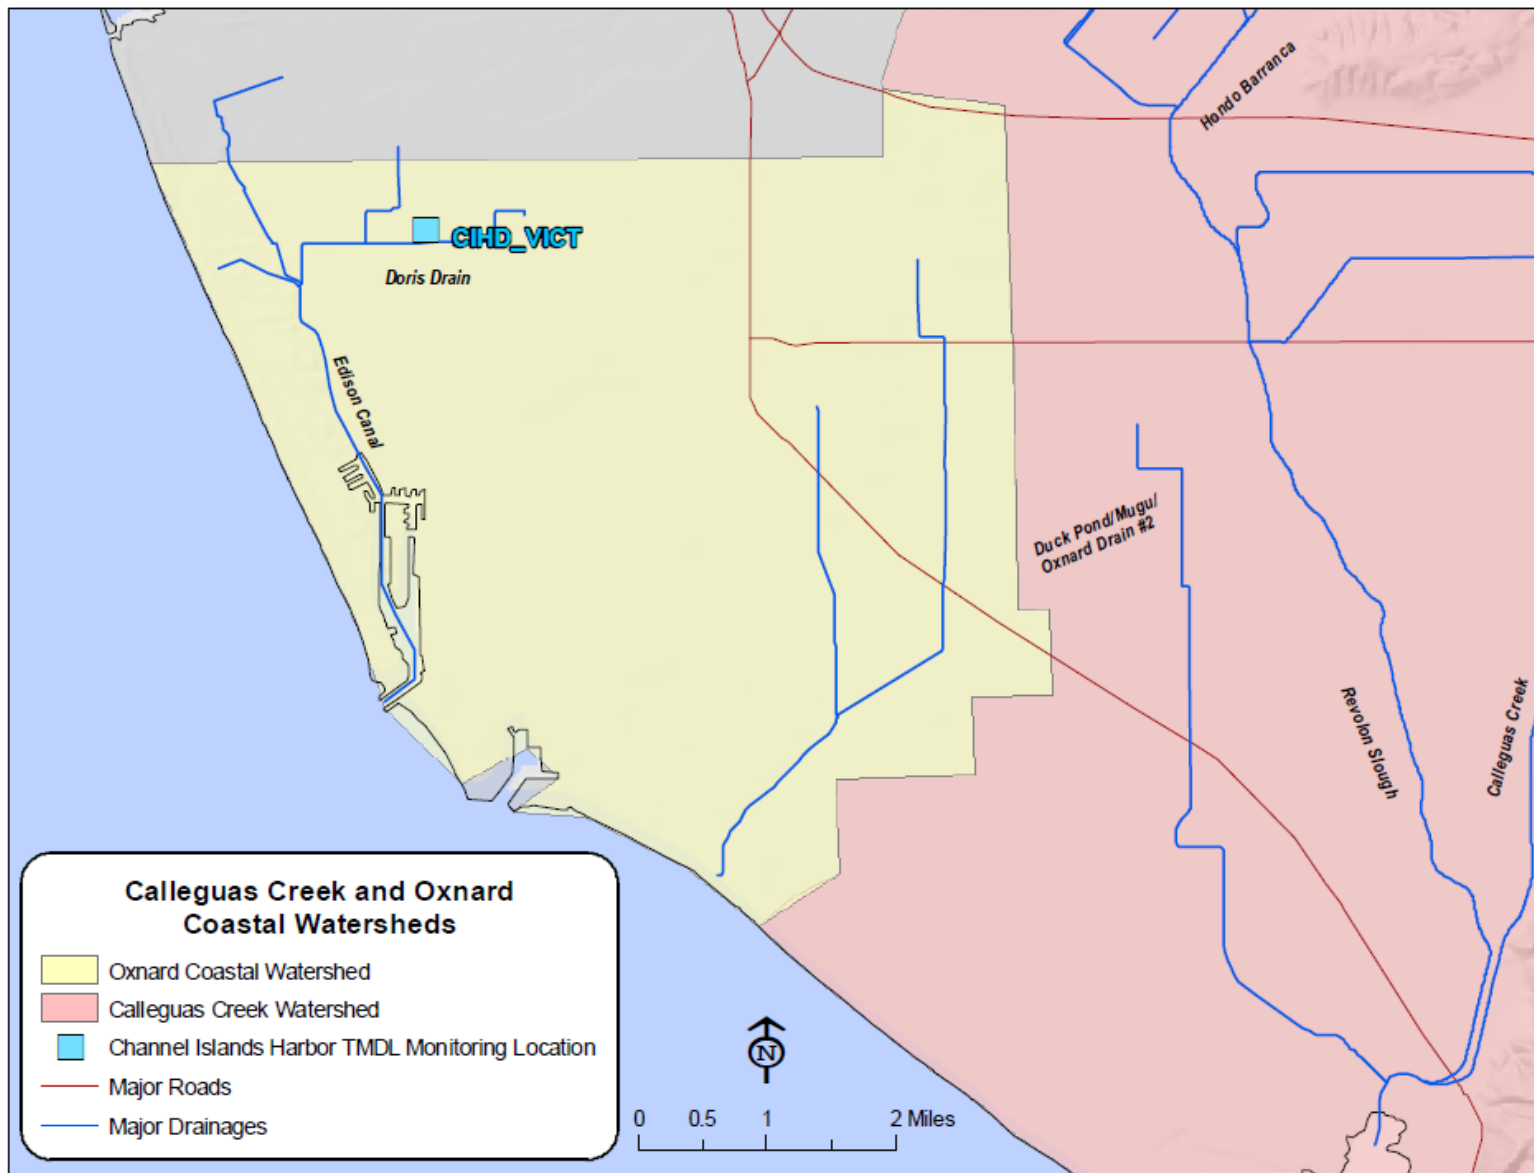 Hondo Barranca
CIHD_VICT
Doris Drain
Edison Canal
Duck Pond/Mugu/
Oxnard Drain #2
Revolon Slough
Calleguas Creek
Calleguas Creek and Oxnard
Coastal Watersheds
Oxnard Coastal Watershed
Calleguas Creek Watershed
Channel Islands Harbor TMDL Monitoring Location
Major Roads
Major Drainages
N
0 0.5 1 2 Miles